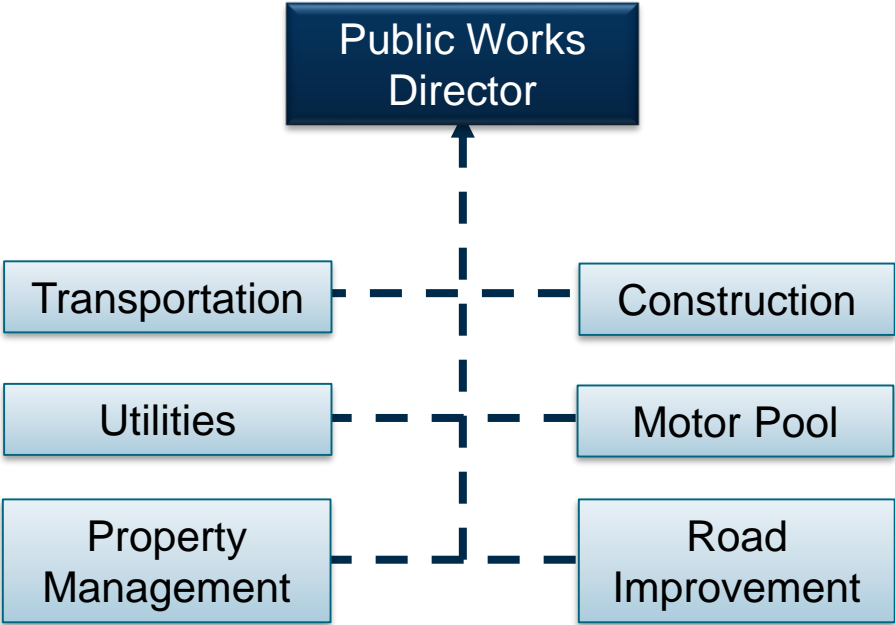 Public Works
Director
Transportation
Construction
Utilities
Motor Pool
Property
Management
Road
Improvement